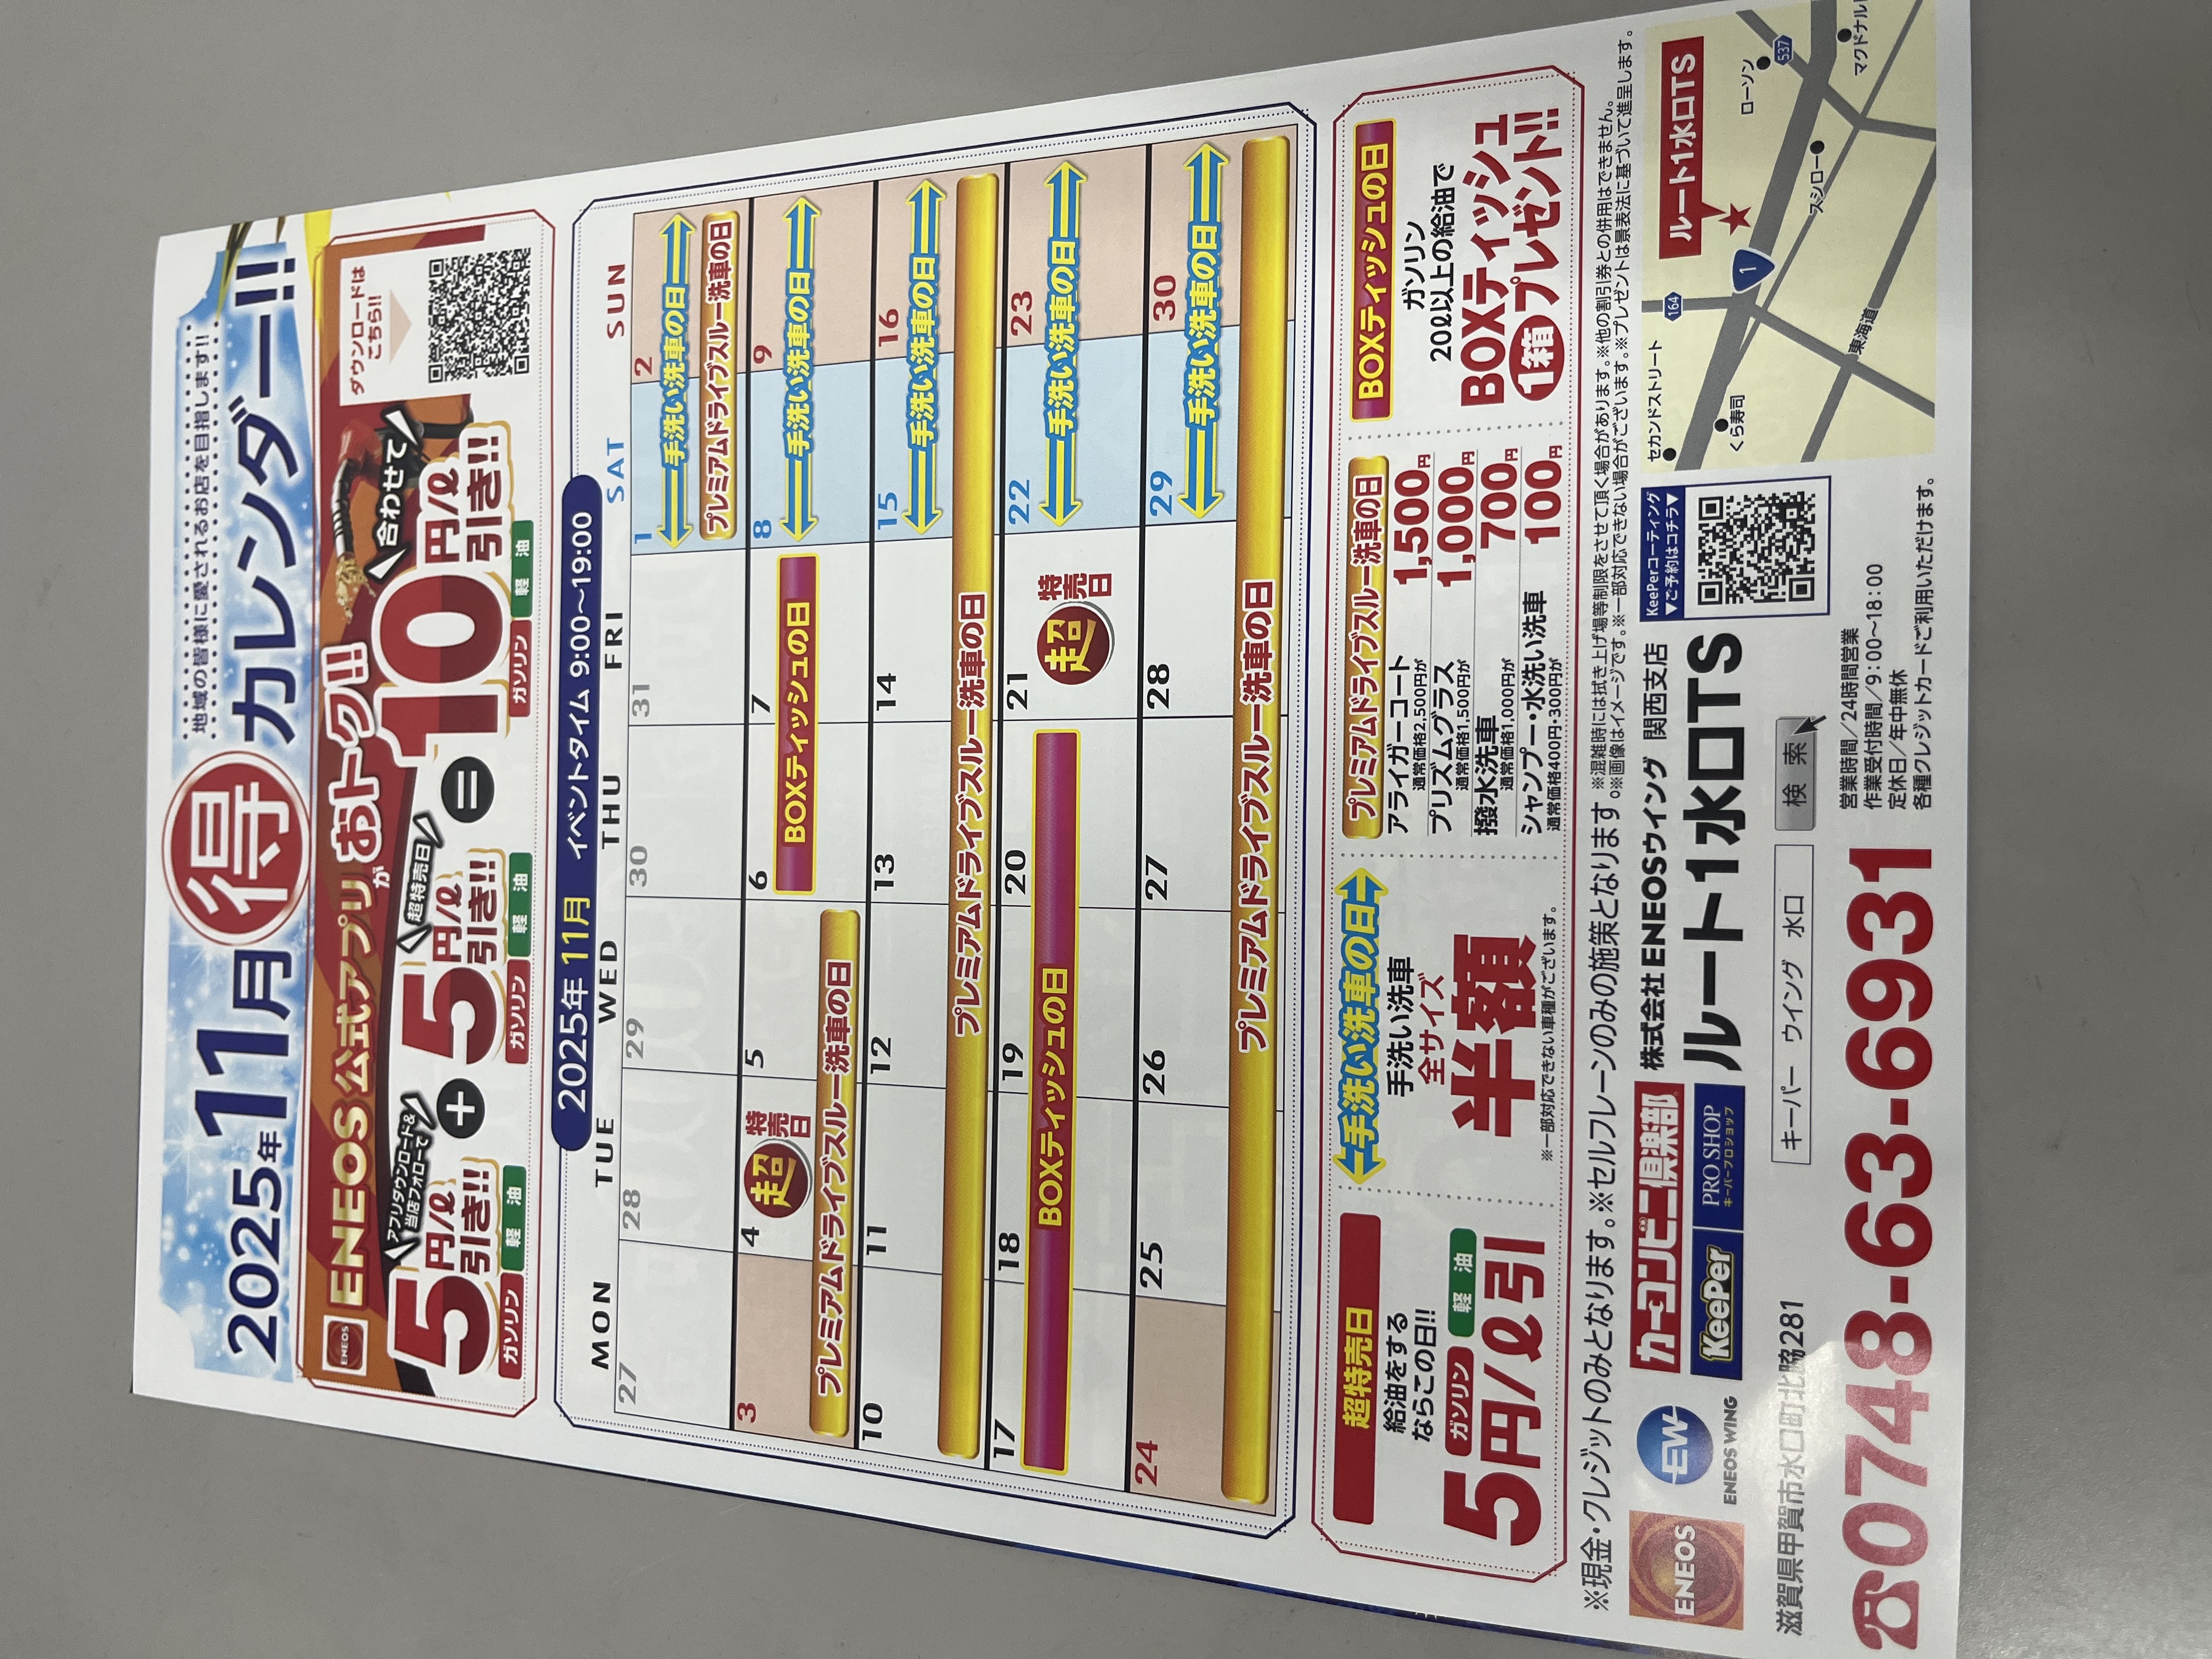 地域の皆様に愛されるお店を目指します!!
2025年11月 得 カレンダー!!
ENEOS
ENEOS公式アプリがおトク!!
ダウンロードはこちら!!
アプリダウンロード&
当店フォローで
5円/ℓ引き!!
ガソリン 軽油
+
超特売日
5円/ℓ引き!!
ガソリン 軽油
=
合わせて
10円/ℓ引き!!
ガソリン 軽油
2025年 11月 イベントタイム 9:00〜19:00
MON TUE WED THU FRI SAT SUN
27 28 29 30 31 1 2
手洗い洗車の日
プレミアムドライブスルー洗車の日
3 4 5 6 7 8 9
超特売日
BOXティッシュの日
手洗い洗車の日
プレミアムドライブスルー洗車の日
10 11 12 13 14 15 16
手洗い洗車の日
プレミアムドライブスルー洗車の日
17 18 19 20 21 22 23
BOXティッシュの日
超特売日
手洗い洗車の日
24 25 26 27 28 29 30
手洗い洗車の日
プレミアムドライブスルー洗車の日
超特売日
給油をする
ならこの日!!
ガソリン 軽油
5円/ℓ引
手洗い洗車の日
手洗い洗車
全サイズ
半額
※一部対応できない車種がございます。
プレミアムドライブスルー洗車の日
アライガーコート
通常価格2,500円が
1,500円
プリズムグラス
通常価格1,500円が
1,000円
撥水洗車
通常価格1,000円が
700円
シャンプー・水洗い洗車
通常価格400円・300円が
100円
BOXティッシュの日
ガソリン
20ℓ以上の給油で
BOXティッシュ
1箱プレゼント!!
※現金・クレジットのみとなります。※セルフレーンのみの施策となります。
※混雑時には拭き上げ場等制限をさせて頂く場合があります。※他の割引券との併用はできません。
※画像はイメージです。※一部対応できない場合がございます。※プレゼントは景表法に基づいて進呈します。
ENEOS
EW
ENEOS WING
カーコンビニ倶楽部
KeePer PRO SHOP
キーパープロショップ
株式会社ENEOSウイング 関西支店
ルート1水口TS
KeePerコーティング
▼ご予約はコチラ▼
滋賀県甲賀市水口町北脇281
キーパー ウイング 水口
検索
☎0748-63-6931
営業時間/24時間営業
作業受付時間/9:00〜18:00
定休日/年中無休
各種クレジットカードご利用いただけます。
ルート1水口TS
セカンドストリート
164
くら寿司
1
東海道
スシロー
ローソン
537